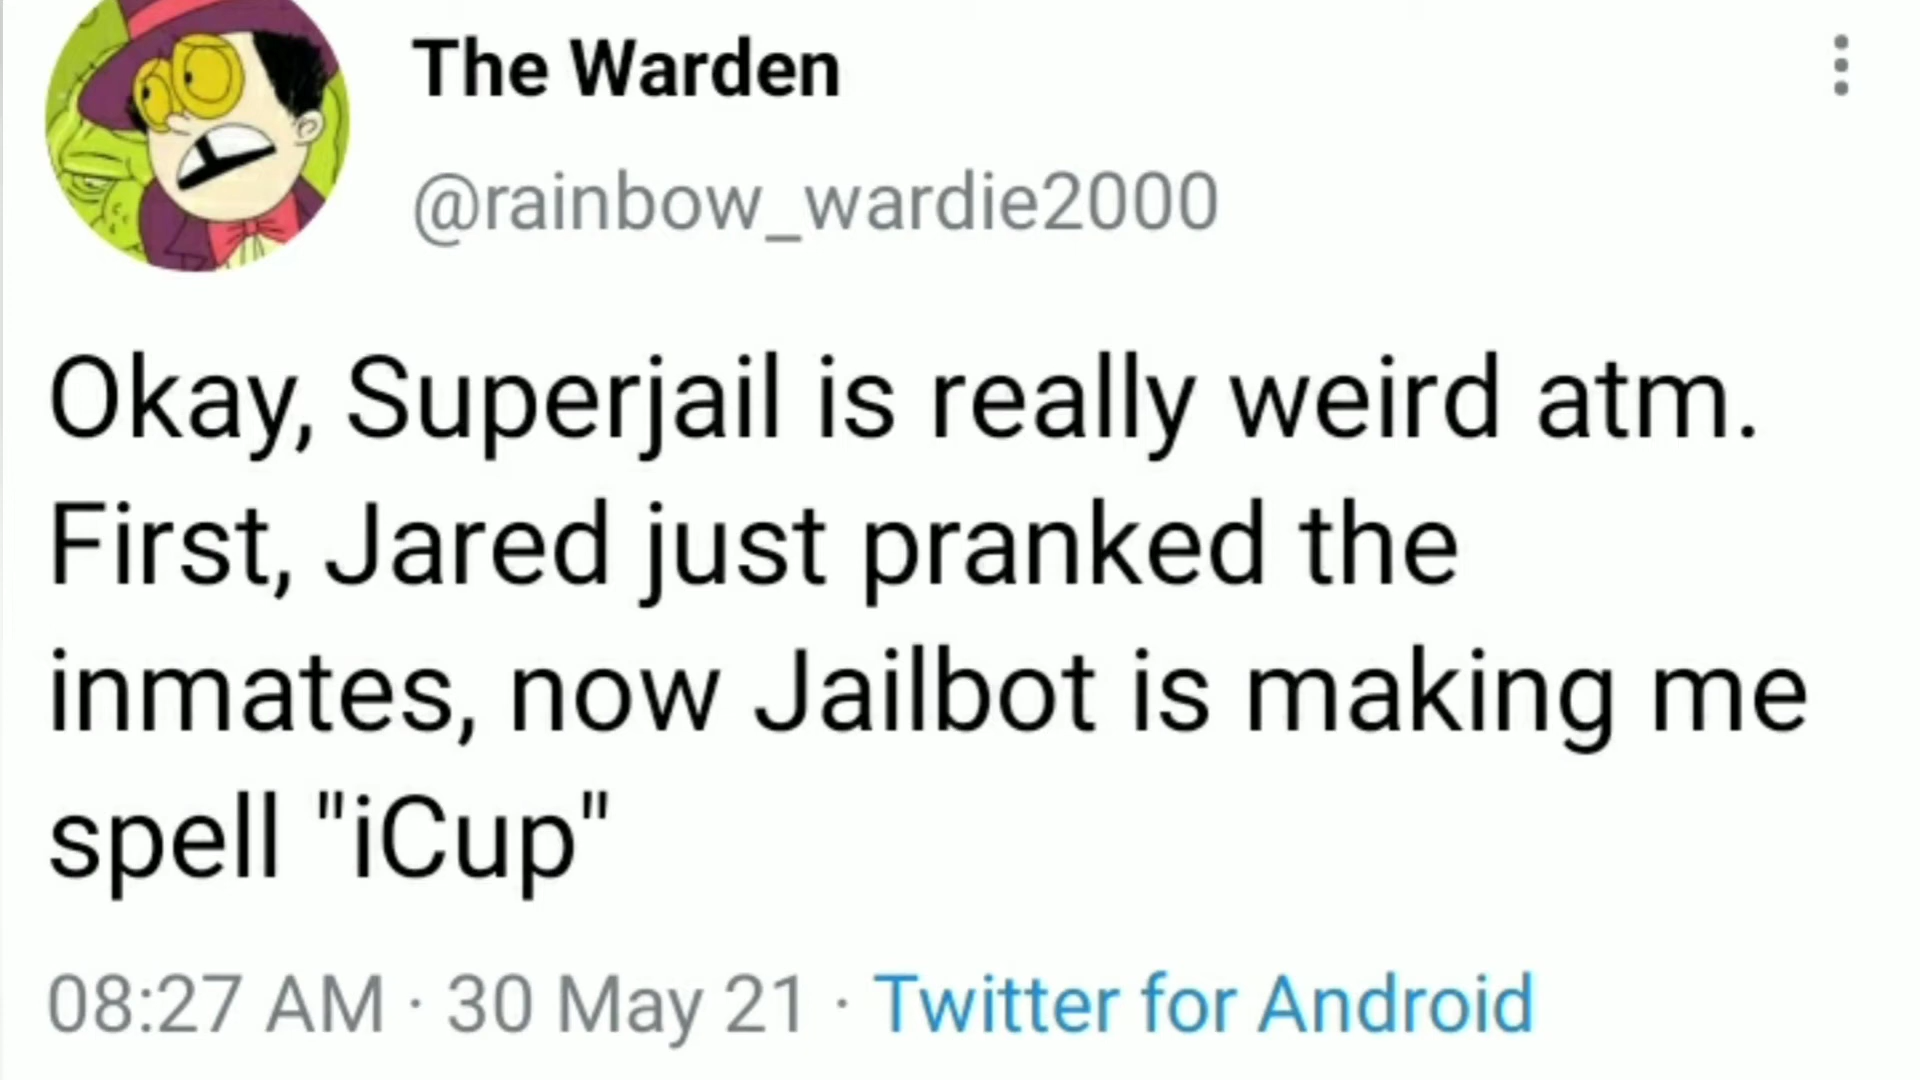 The Warden
@rainbow_wardie2000
Okay, Superjail is really weird atm.
First, Jared just pranked the
inmates, now Jailbot is making me
spell "iCup"
08:27 AM · 30 May 21 · Twitter for Android